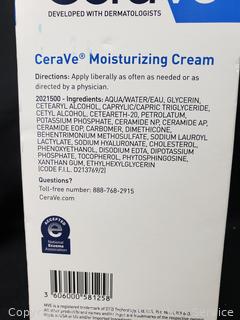 CeraVe
DEVELOPED WITH DERMATOLOGISTS
CeraVe® Moisturizing Cream
Directions: Apply liberally as often as needed or as
directed by a physician.
2021500 - Ingredients: AQUA/WATER/EAU, GLYCERIN,
CETEARYL ALCOHOL, CAPRYLIC/CAPRIC TRIGLYCERIDE,
CETYL ALCOHOL, CETEARETH-20, PETROLATUM,
POTASSIUM PHOSPHATE, CERAMIDE NP, CERAMIDE AP,
CERAMIDE EOP, CARBOMER, DIMETHICONE,
BEHENTRIMONIUM METHOSULFATE, SODIUM LAUROYL
LACTYLATE, SODIUM HYALURONATE, CHOLESTEROL,
PHENOXYETHANOL, DISODIUM EDTA, DIPOTASSIUM
PHOSPHATE, TOCOPHEROL, PHYTOSPHINGOSINE,
XANTHAN GUM, ETHYLHEXYLGLYCERIN
[CODE F.I.L. D213769/2]
Questions?
Toll-free number: 888-768-2915
CeraVe.com
ACCEPTED
National
Eczema
Association
3 606000 581258